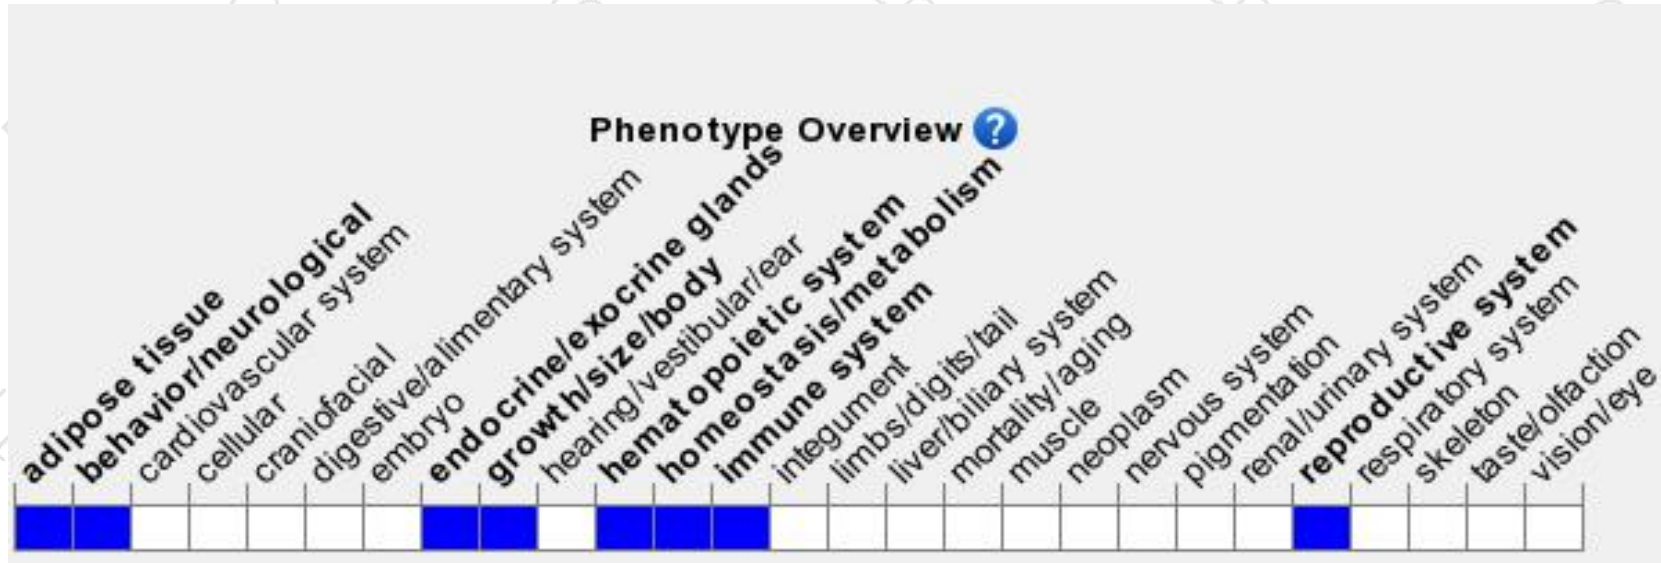 Phenotype Overview ?
adipose tissue
behavior/neurological
cardiovascular system
cellular
craniofacial
digestive/alimentary system
embryo
endocrine/exocrine glands
growth/size/body
hearing/vestibular/ear
hematopoietic system
homeostasis/metabolism
immune system
integument
limbs/digits/tail
liver/biliary system
mortality/aging
muscle
neoplasm
nervous system
pigmentation
renal/urinary system
reproductive system
respiratory system
skeleton
taste/olfaction
vision/eye